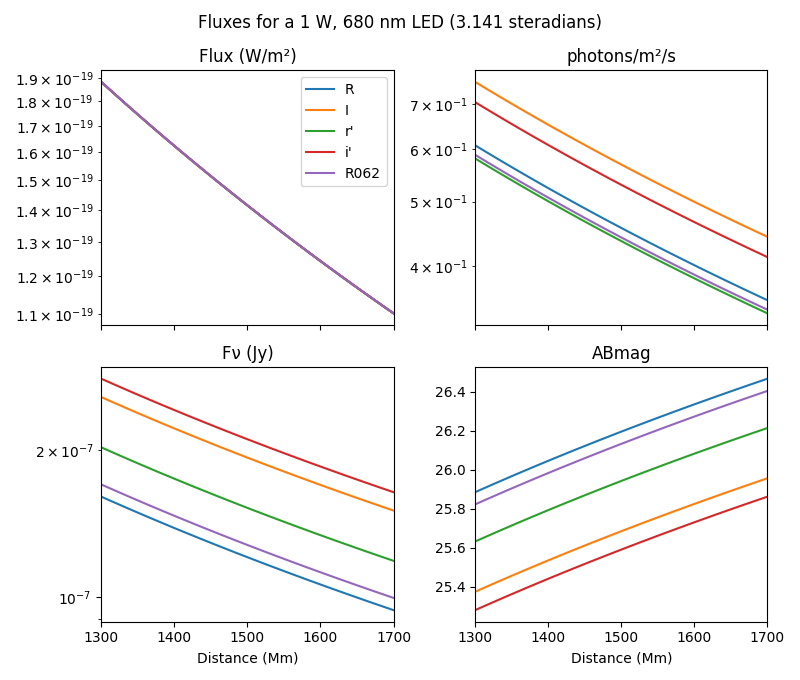 Fluxes for a 1 W, 680 nm LED (3.141 steradians)
Flux (W/m²)
1.9 × 10⁻¹⁹
1.8 × 10⁻¹⁹
1.7 × 10⁻¹⁹
1.6 × 10⁻¹⁹
1.5 × 10⁻¹⁹
1.4 × 10⁻¹⁹
1.3 × 10⁻¹⁹
1.2 × 10⁻¹⁹
1.1 × 10⁻¹⁹
R
I
r'
i'
R062
photons/m²/s
7 × 10⁻¹
6 × 10⁻¹
5 × 10⁻¹
4 × 10⁻¹
Fν (Jy)
2 × 10⁻⁷
10⁻⁷
1300 1400 1500 1600 1700
Distance (Mm)
ABmag
26.4
26.2
26.0
25.8
25.6
25.4
1300 1400 1500 1600 1700
Distance (Mm)